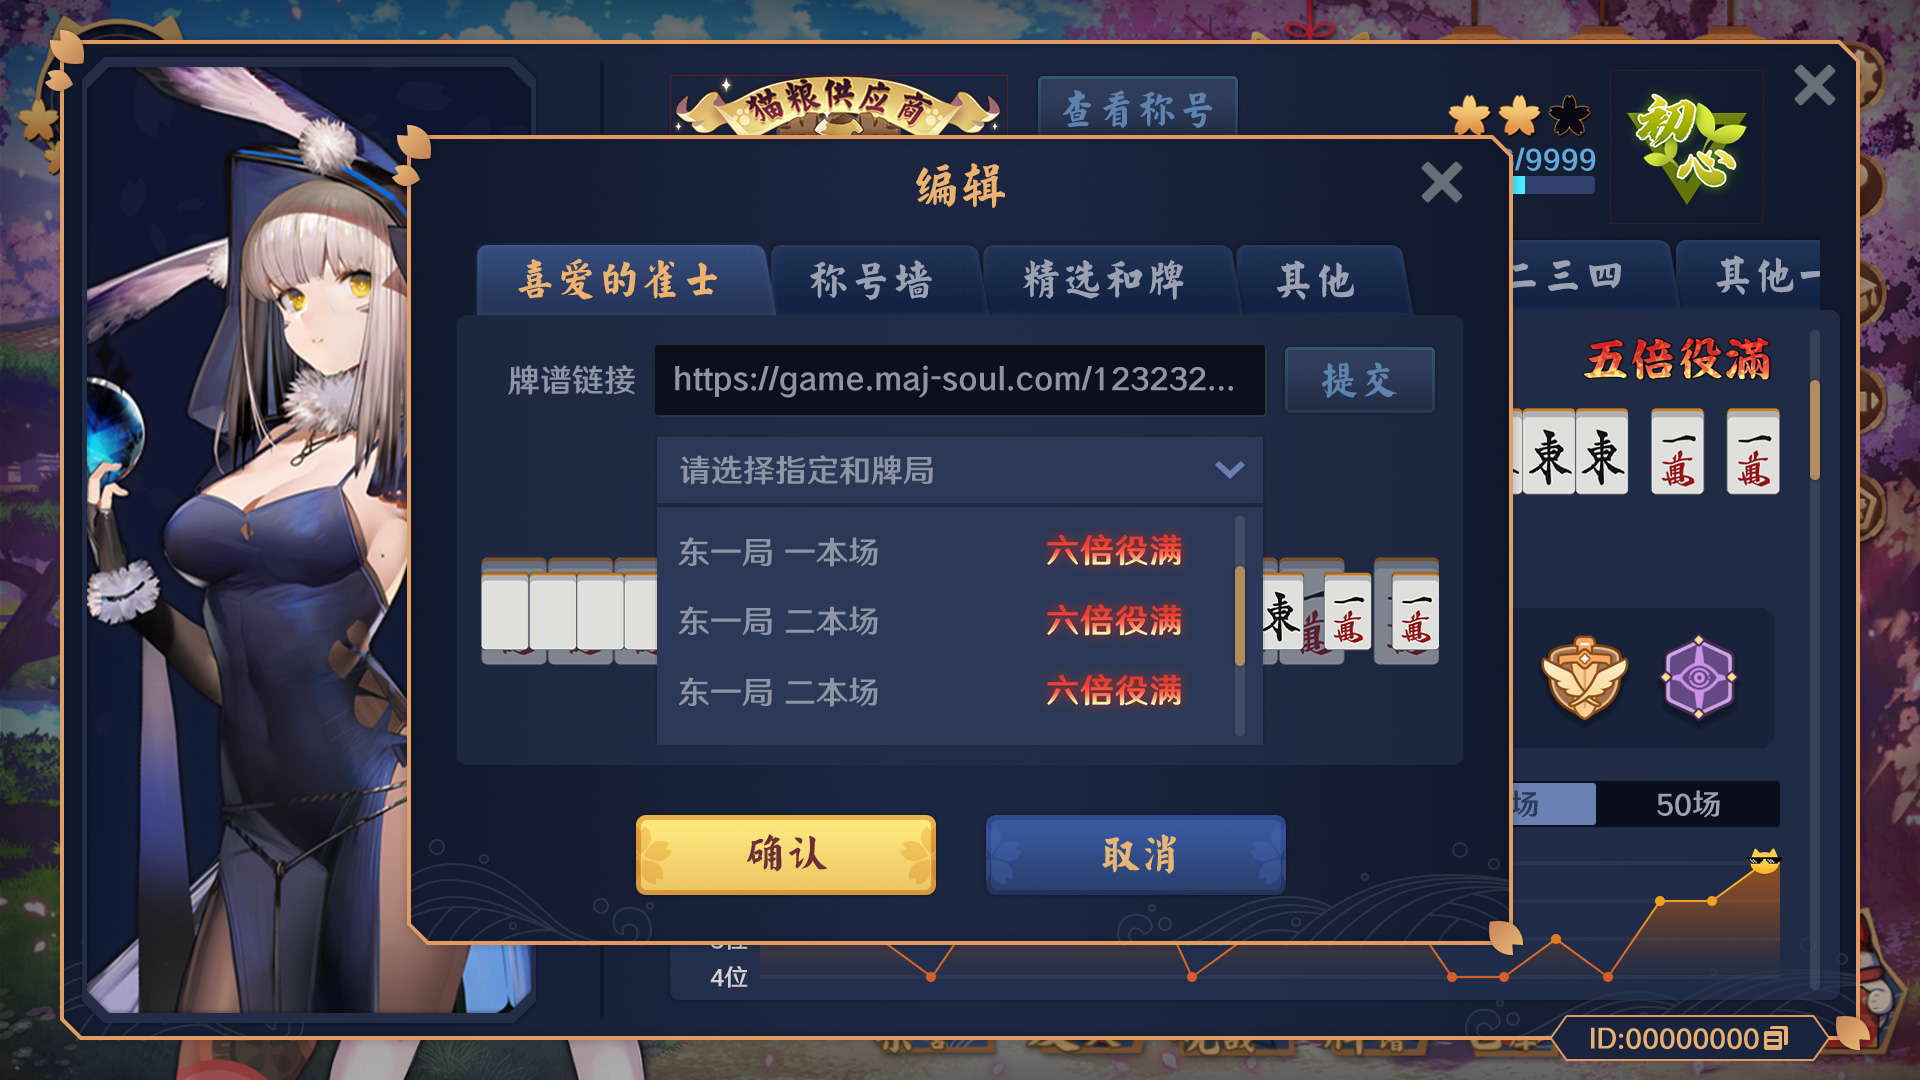 猫粮供应商
查看称号
/9999
初心
编辑
喜爱的雀士
称号墙
精选和牌
其他
二三四
其他一
牌谱链接
https://game.maj-soul.com/123232...
提交
五倍役滿
東
東
一萬
一萬
请选择指定和牌局
东一局 一本场
六倍役满
东一局 二本场
六倍役满
东一局 二本场
六倍役满
東
一萬
一萬
场
50场
确认
取消
4位
ID:00000000